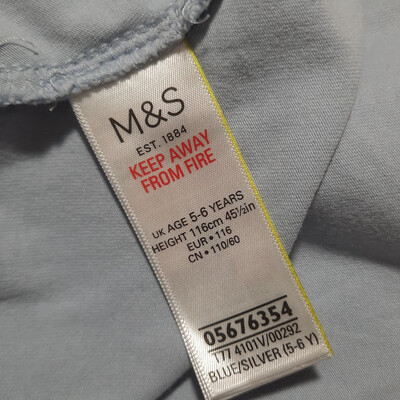 M&S
EST. 1884
KEEP AWAY
FROM FIRE
UK AGE 5-6 YEARS
HEIGHT 116cm 45½in
EUR • 116
CN • 110/60
05676354
T77 4101V/00292
BLUE/SILVER (5-6 Y)